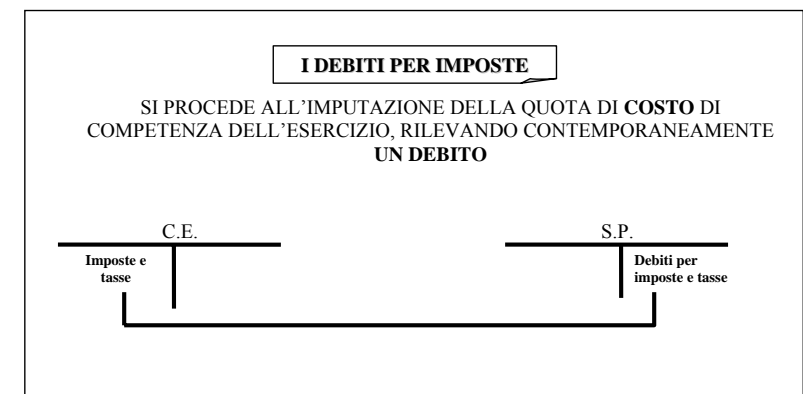 I DEBITI PER IMPOSTE
SI PROCEDE ALL'IMPUTAZIONE DELLA QUOTA DI COSTO DI
COMPETENZA DELL'ESERCIZIO, RILEVANDO CONTEMPORANEAMENTE
UN DEBITO
C.E.
Imposte e
tasse
S.P.
Debiti per
imposte e tasse